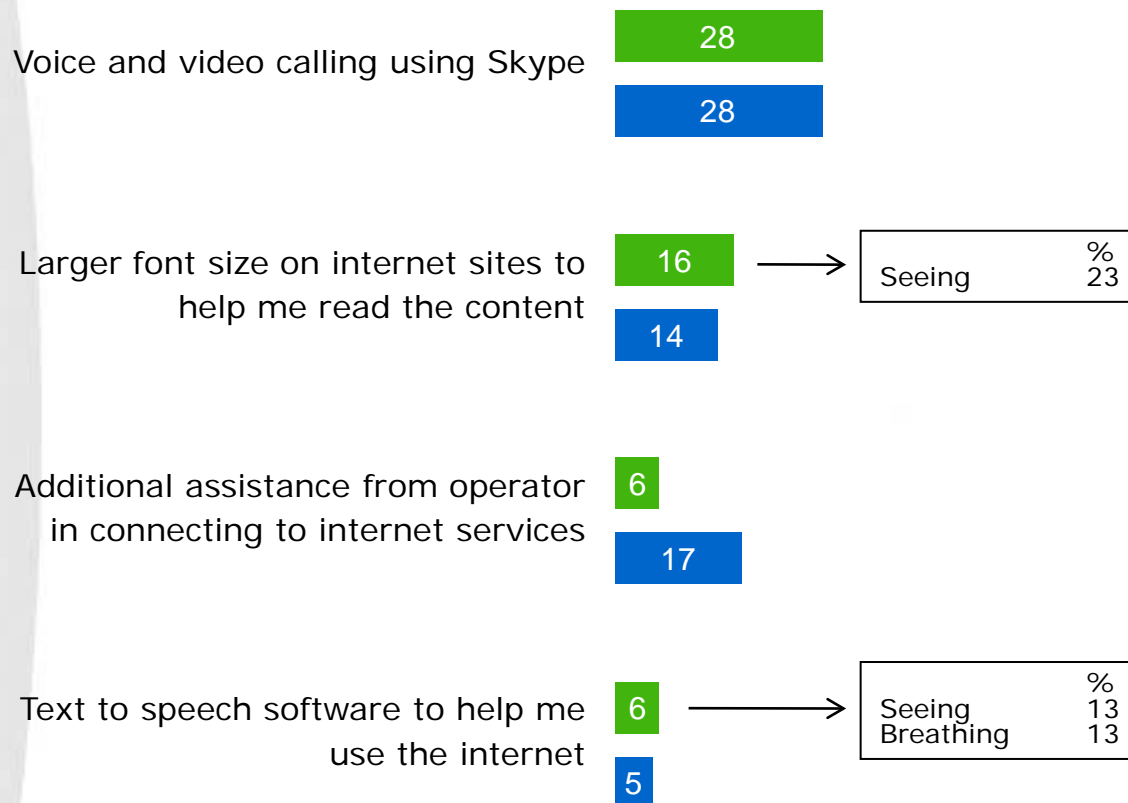 Voice and video calling using Skype
28
28
Larger font size on internet sites to
help me read the content
16
14
%
Seeing 23
Additional assistance from operator
in connecting to internet services
6
17
Text to speech software to help me
use the internet
6
5
%
Seeing 13
Breathing 13